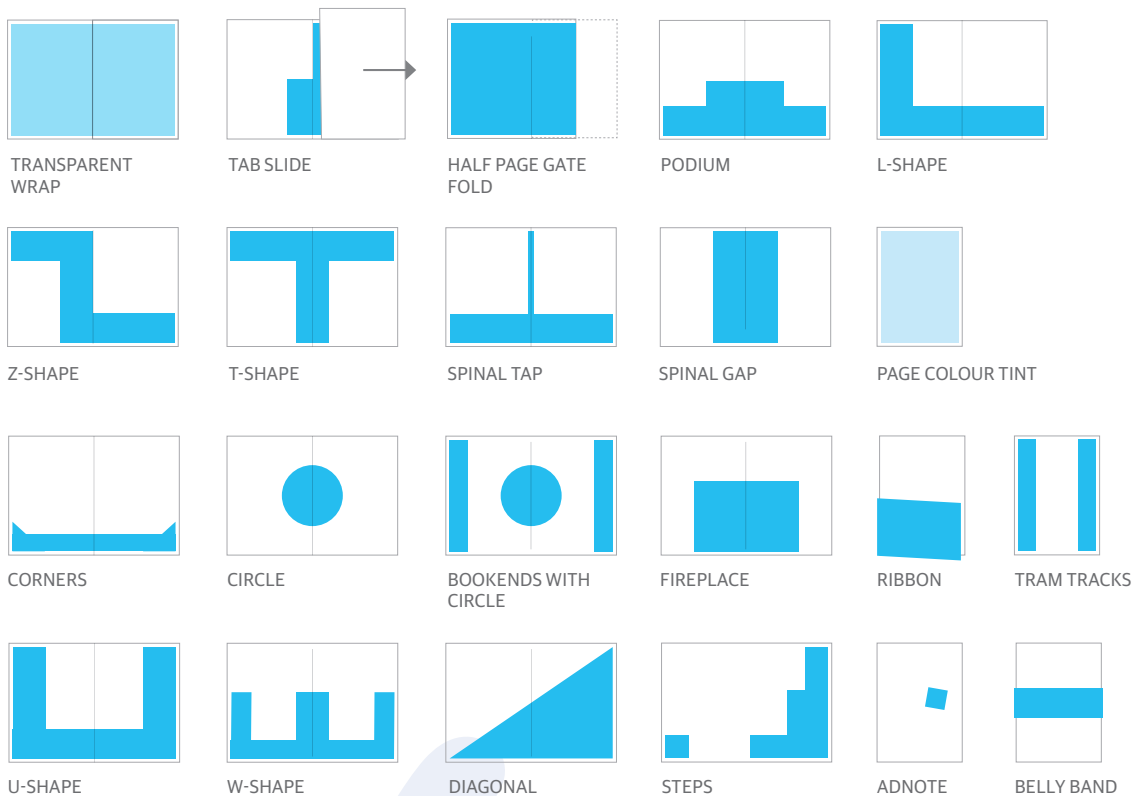 TRANSPARENT
WRAP
TAB SLIDE
HALF PAGE GATE
FOLD
PODIUM
L-SHAPE
Z-SHAPE
T-SHAPE
SPINAL TAP
SPINAL GAP
PAGE COLOUR TINT
CORNERS
CIRCLE
BOOKENDS WITH
CIRCLE
FIREPLACE
RIBBON
TRAM TRACKS
U-SHAPE
W-SHAPE
DIAGONAL
STEPS
ADNOTE
BELLY BAND